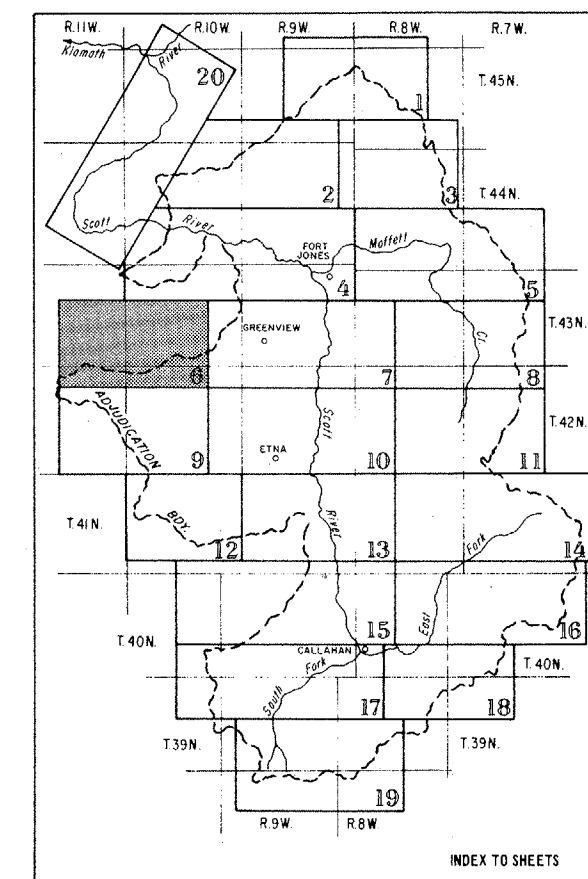 R.11W. R.10W. R.9W. R.8W. R.7W.
Klamath River
20
T.45N.
1
2
3
T.44N.
Scott River
FORT
JONES
Moffett
4
5
GREENVIEW
T.43N.
Cr.
6
7
8
ADJUDICATION
Scott
T.42N.
ETNA
9
10
11
BDY.
River
T.41N.
Fork
12
13
14
East
T.40N.
15
16
CALLAHAN
Fork
T.40N.
South
17
18
T.39N.
T.39N.
19
R.9W. R.8W.
INDEX TO SHEETS